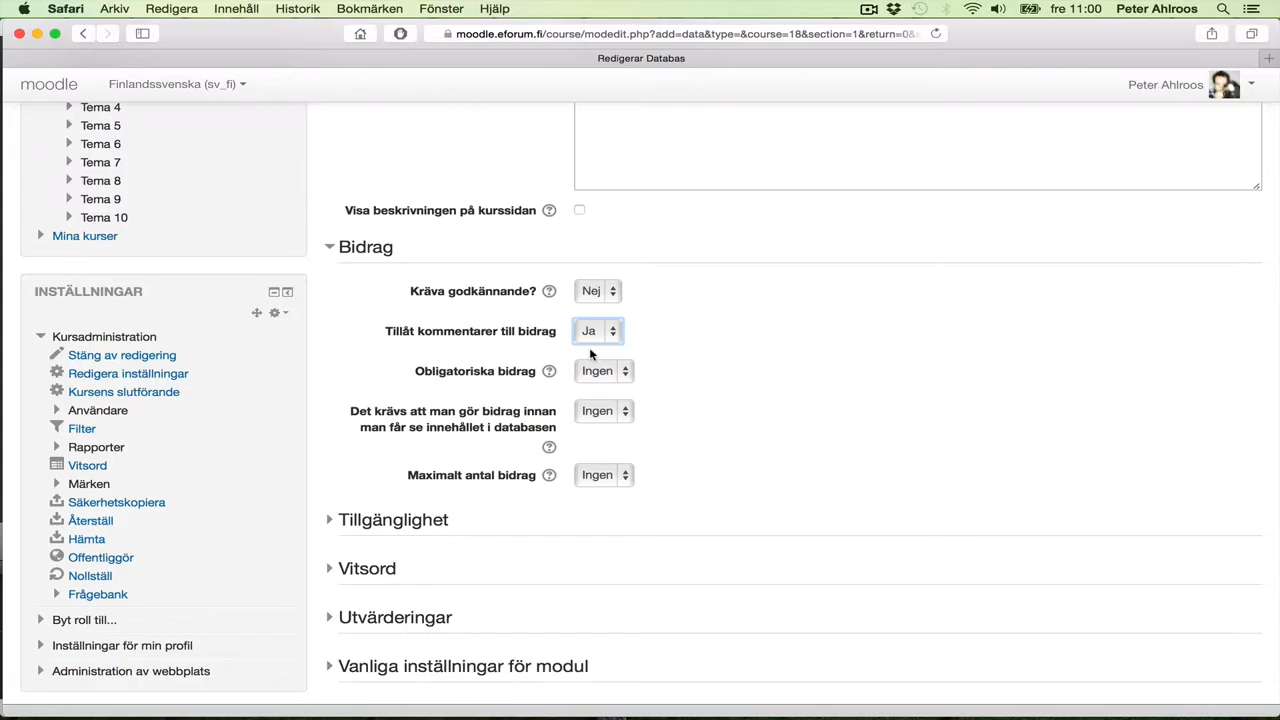 Safari Arkiv Redigera Innehåll Historik Bokmärken Fönster Hjälp fre 11:00 Peter Ahlroos
moodle.eforum.fi/course/modedit.php?add=data&type=&course=18&section=1&return=0&
Redigerar Databas
moodle Finlandssvenska (sv_fi) Peter Ahlroos
Tema 4
Tema 5
Tema 6
Tema 7
Tema 8
Tema 9
Tema 10
Mina kurser
INSTÄLLNINGAR
Kursadministration
Stäng av redigering
Redigera inställningar
Kursens slutförande
Användare
Filter
Rapporter
Vitsord
Märken
Säkerhetskopiera
Återställ
Hämta
Offentliggör
Nollställ
Frågebank
Byt roll till...
Inställningar för min profil
Administration av webbplats
Visa beskrivningen på kurssidan
Bidrag
Kräva godkännande? Nej
Tillåt kommentarer till bidrag Ja
Obligatoriska bidrag Ingen
Det krävs att man gör bidrag innan Ingen
man får se innehållet i databasen
Maximalt antal bidrag Ingen
Tillgänglighet
Vitsord
Utvärderingar
Vanliga inställningar för modul